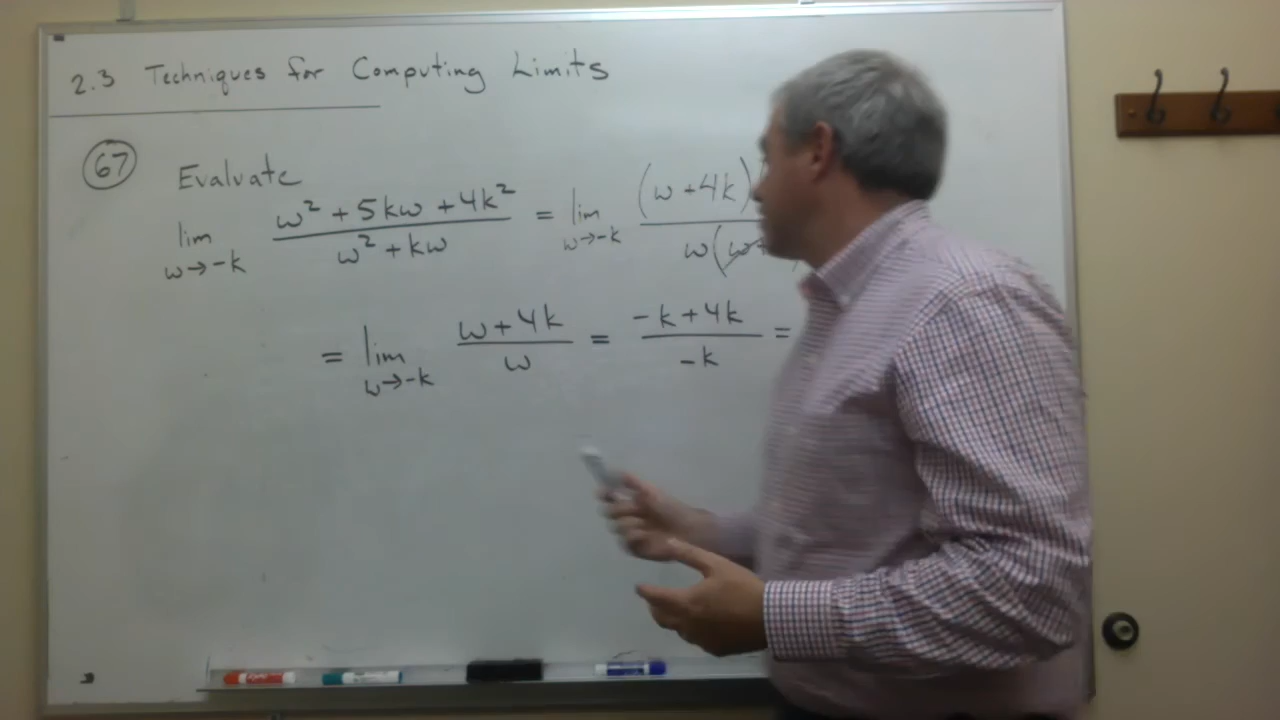 2.3 Techniques for Computing Limits
67 Evaluate
lim w→-k (w² + 5kw + 4k²)/(w² + kw) = lim w→-k (w + 4k)/w(w+
= lim w→-k (w + 4k)/w = (-k + 4k)/-k =